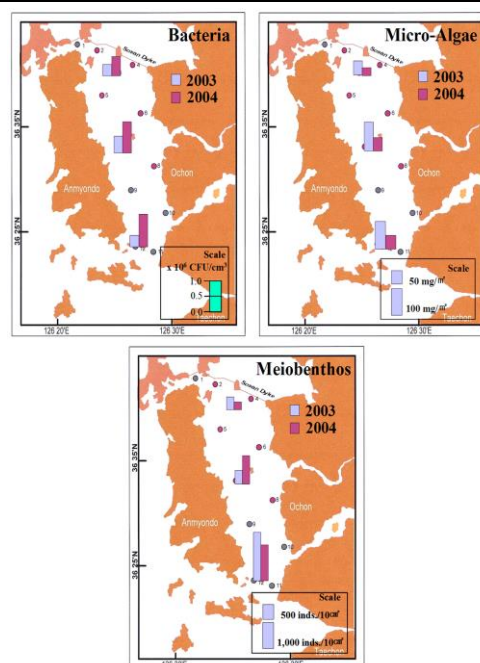 Bacteria
Seosan Dyke
2003
2004
36 35'N
Anmyondo
Ochon
36 25'N
Scale
x 10⁶ CFU/cm³
1.0
0.5
0.0
Taechon
126 20'E
126 30'E
Micro-Algae
2003
2004
36 35'N
Anmyondo
Ochon
36 25'N
Scale
50 mg/㎡
100 mg/㎡
Taechon
126 20'E
126 30'E
Meiobenthos
2003
2004
36 35'N
Anmyondo
Ochon
36 25'N
Scale
500 inds./10㎠
1,000 inds./10㎠